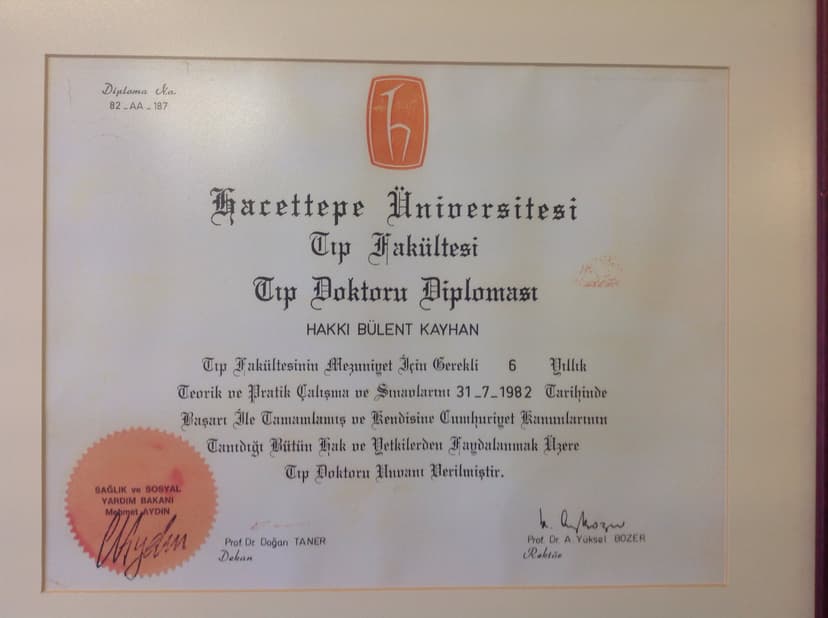 Diploma No.
82-AA-187
h
Hacettepe Üniversitesi
Tıp Fakültesi
Tıp Doktoru Diploması
HAKKI BÜLENT KAYHAN
Tıp Fakültesinin Mezuniyet İçin Gerekli 6 Yıllık
Teorik ve Pratik Çalışma ve Sınavlarını 31-7-1982 Tarihinde
Başarı İle Tamamlamış ve Kendisine Cumhuriyet Kanunlarının
Tanıdığı Bütün Hak ve Yetkilerden Faydalanmak Üzere
Tıp Doktoru Unvanı Verilmiştir.
SAĞLIK ve SOSYAL
YARDIM BAKANI
Mehmet AYDIN
Prof. Dr. Doğan TANER
Dekan
Prof. Dr. A. Yüksel BOZER
Rektör